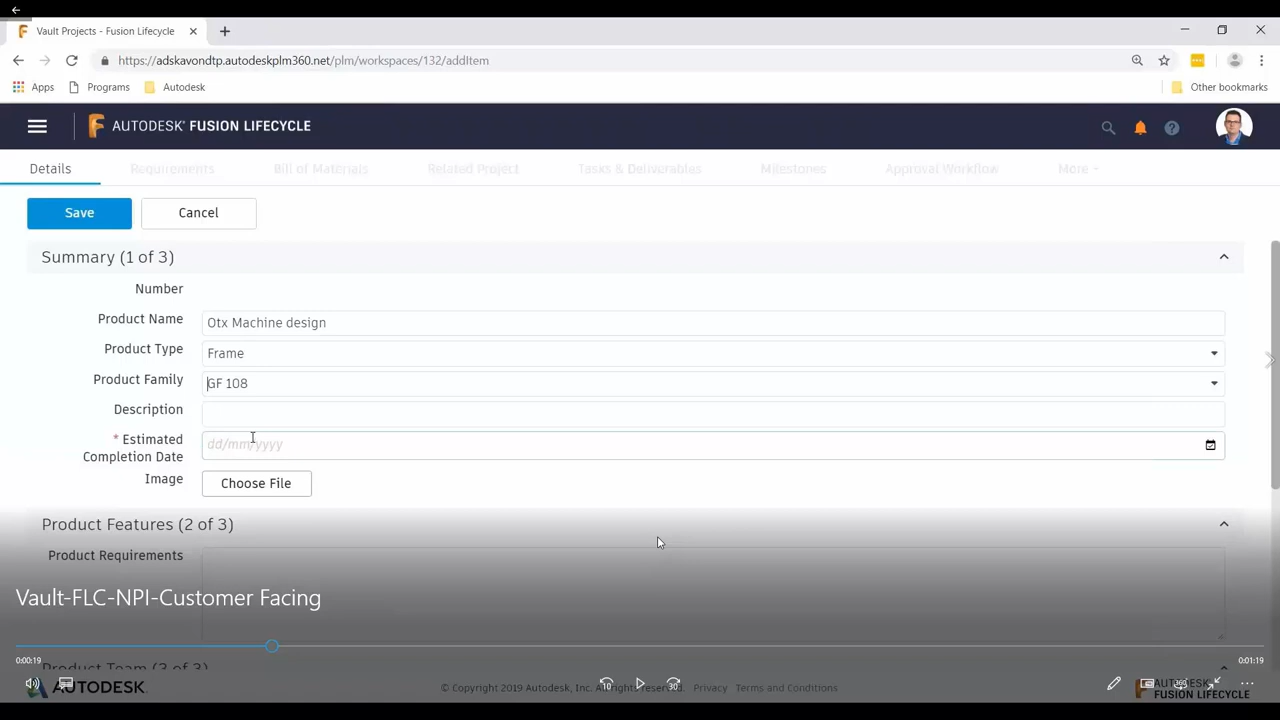 Vault Projects - Fusion Lifecycle
https://adskavondtp.autodeskplm360.net/plm/workspaces/132/addItem
Apps Programs Autodesk Other bookmarks
AUTODESK® FUSION LIFECYCLE
Details Requirements Bill of Materials Related Project Tasks & Deliverables Milestones Approval Workflow More
Save Cancel
Summary (1 of 3)
Number
Product Name Otx Machine design
Product Type Frame
Product Family GF 108
Description
* Estimated Completion Date dd/mm/yyyy
Image Choose File
Product Features (2 of 3)
Product Requirements
Vault-FLC-NPI-Customer Facing
0:00:19 0:01:19
Product Team (3 of 3)
10 30 360
AUTODESK. © Copyright 2019 Autodesk, Inc. All rights reserved. Privacy Terms and Conditions AUTODESK FUSION LIFECYCLE